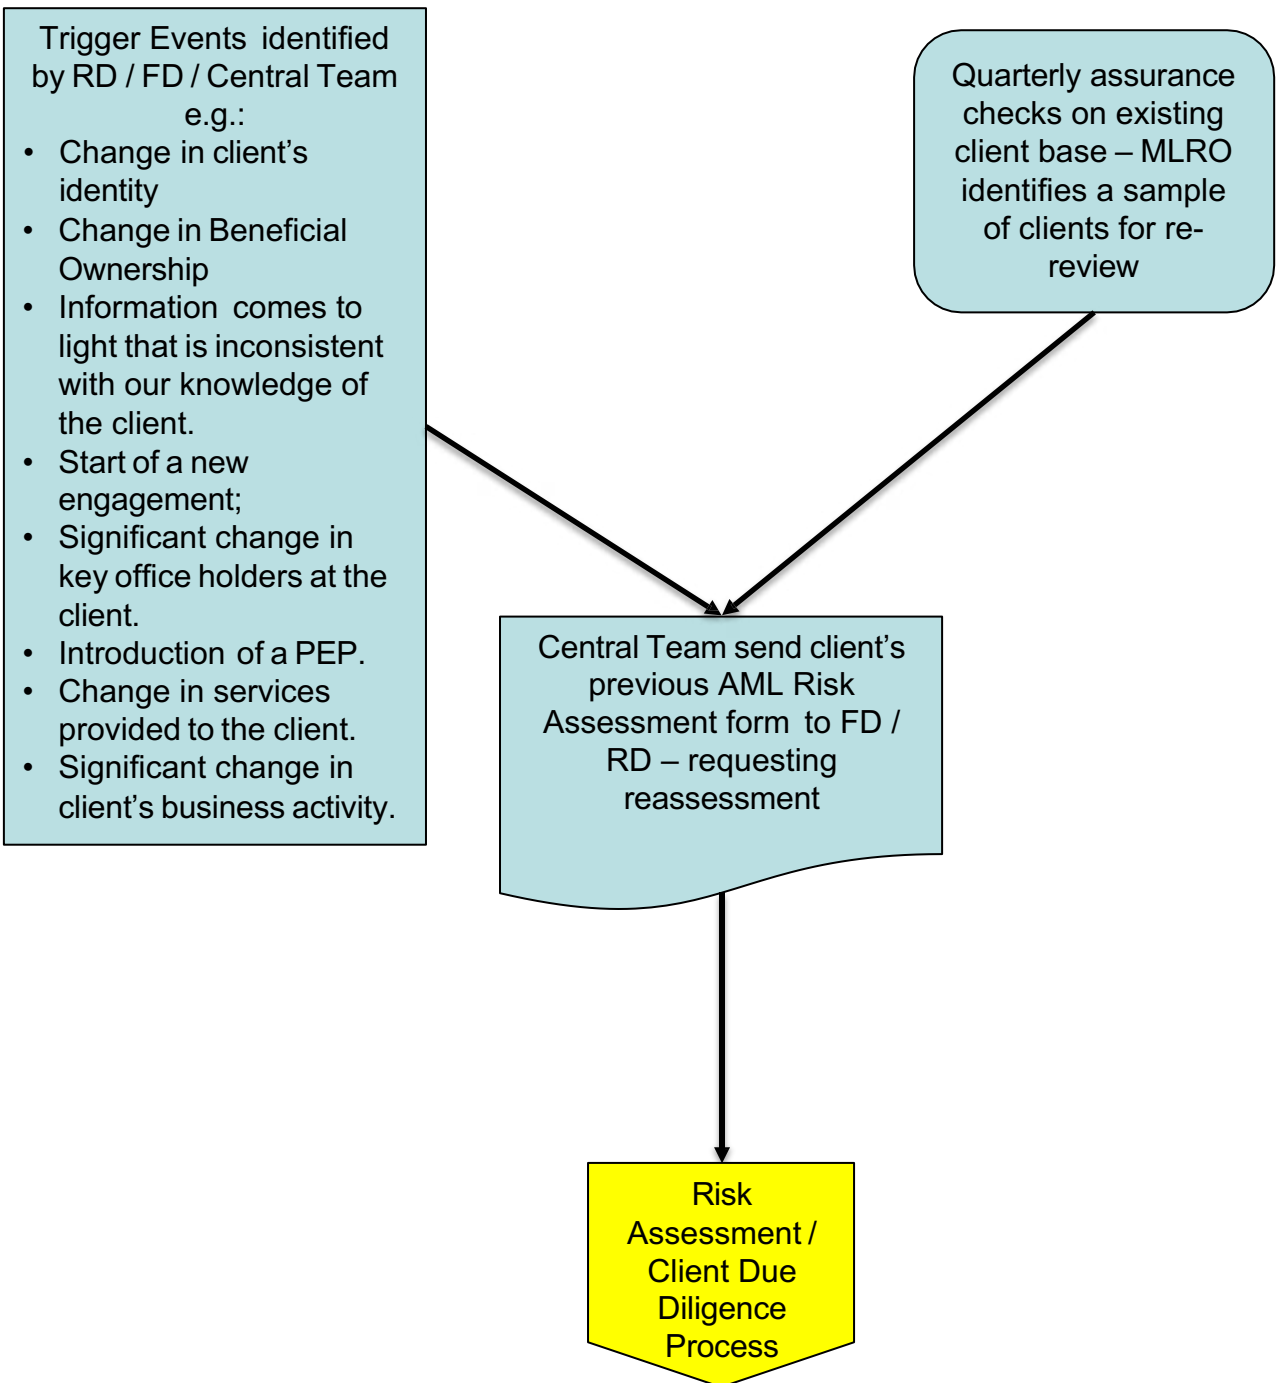 Trigger Events identified
by RD / FD / Central Team
e.g.:
• Change in client’s
identity
• Change in Beneficial
Ownership
• Information comes to
light that is inconsistent
with our knowledge of
the client.
• Start of a new
engagement;
• Significant change in
key office holders at the
client.
• Introduction of a PEP.
• Change in services
provided to the client.
• Significant change in
client’s business activity.
Quarterly assurance
checks on existing
client base – MLRO
identifies a sample
of clients for re-
review
Central Team send client’s
previous AML Risk
Assessment form to FD /
RD – requesting
reassessment
Risk
Assessment /
Client Due
Diligence
Process